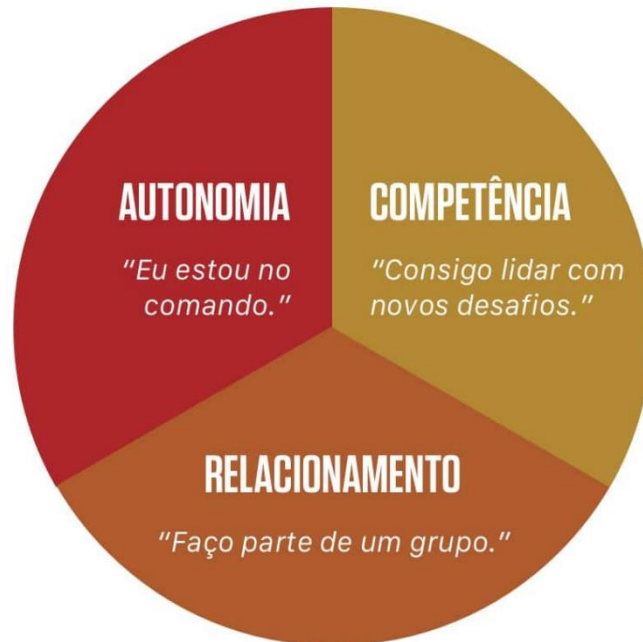 AUTONOMIA
"Eu estou no
comando."
COMPETÊNCIA
"Consigo lidar com
novos desafios."
RELACIONAMENTO
"Faço parte de um grupo."